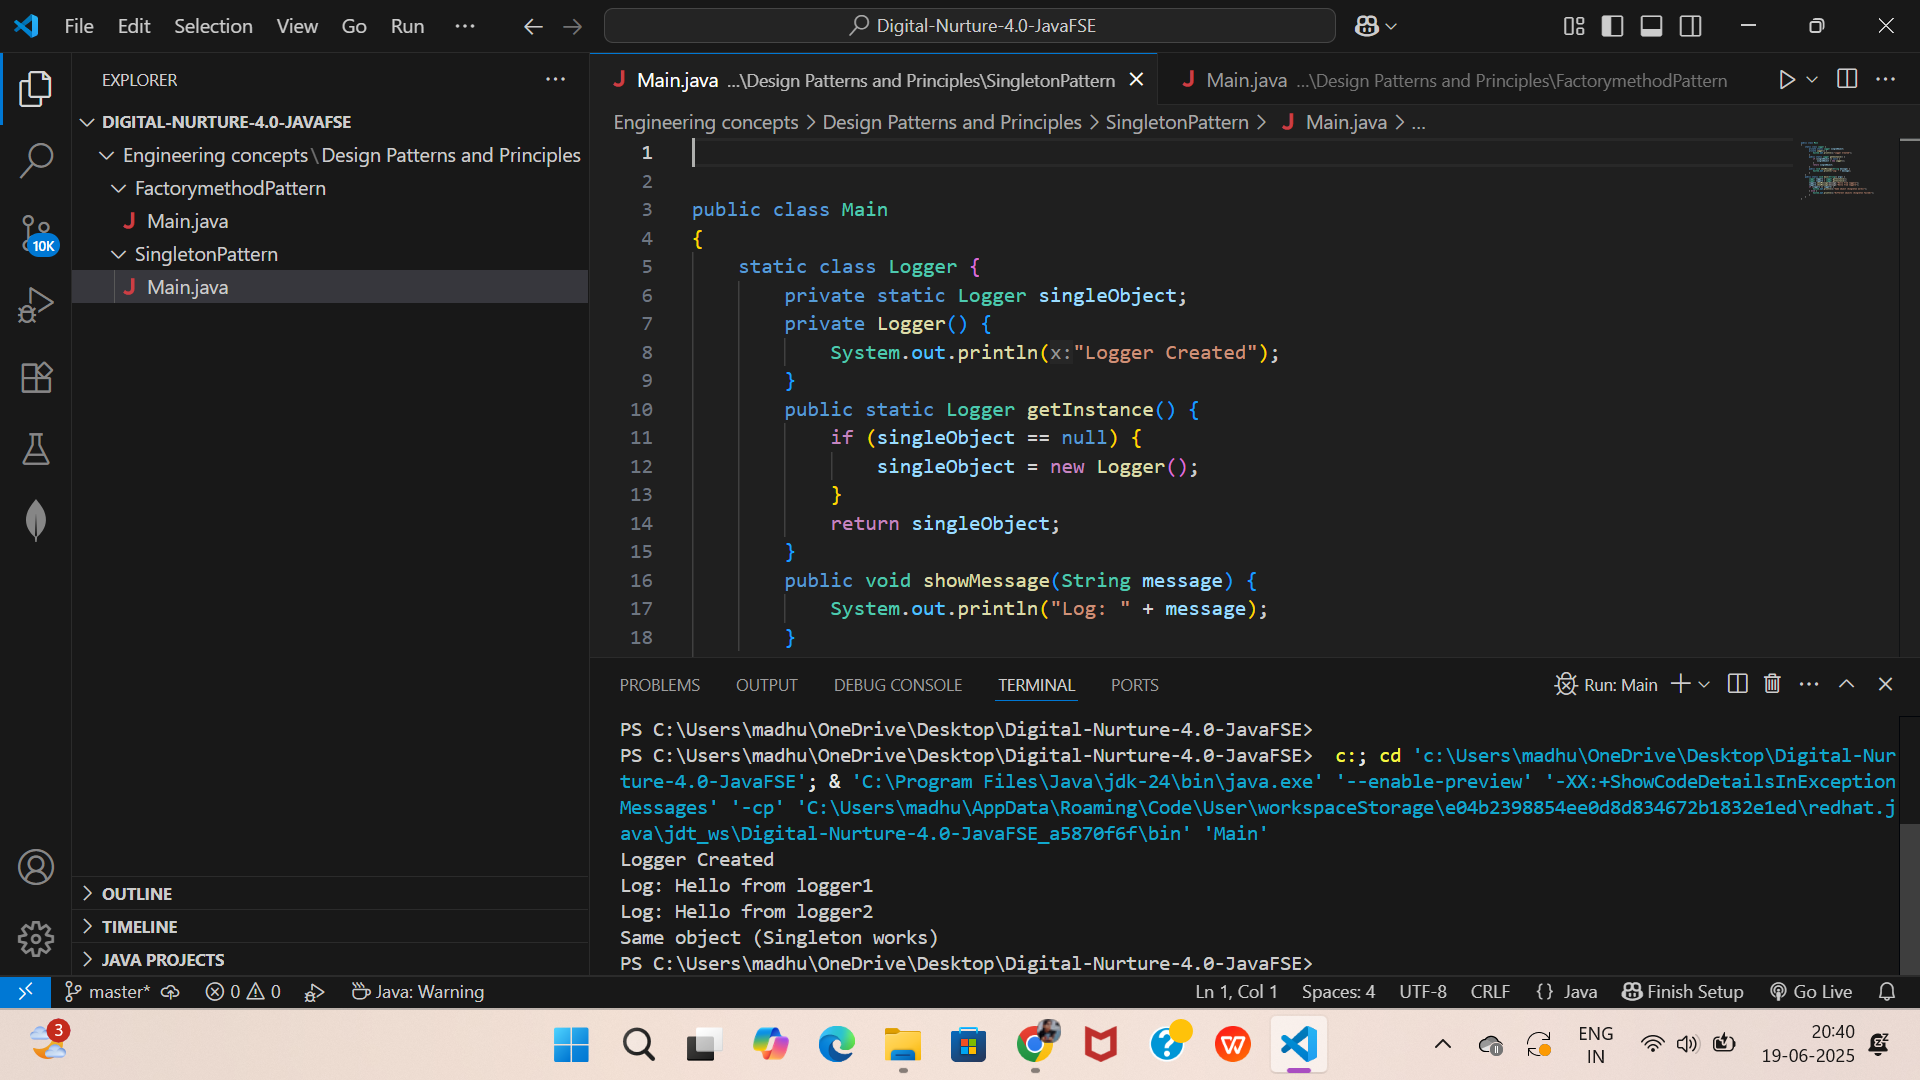 File Edit Selection View Go Run ...
Digital-Nurture-4.0-JavaFSE
EXPLORER
DIGITAL-NURTURE-4.0-JAVAFSE
Engineering concepts\Design Patterns and Principles
FactorymethodPattern
J Main.java
SingletonPattern
J Main.java
10K
OUTLINE
TIMELINE
JAVA PROJECTS
J Main.java ...\Design Patterns and Principles\SingletonPattern
J Main.java ...\Design Patterns and Principles\FactorymethodPattern
Engineering concepts > Design Patterns and Principles > SingletonPattern > J Main.java > ...
1
2
3 public class Main
4 {
5 static class Logger {
6 private static Logger singleObject;
7 private Logger() {
8 System.out.println(x:"Logger Created");
9 }
10 public static Logger getInstance() {
11 if (singleObject == null) {
12 singleObject = new Logger();
13 }
14 return singleObject;
15 }
16 public void showMessage(String message) {
17 System.out.println("Log: " + message);
18 }
PROBLEMS OUTPUT DEBUG CONSOLE TERMINAL PORTS
Run: Main
PS C:\Users\madhu\OneDrive\Desktop\Digital-Nurture-4.0-JavaFSE>
PS C:\Users\madhu\OneDrive\Desktop\Digital-Nurture-4.0-JavaFSE> c:; cd 'c:\Users\madhu\OneDrive\Desktop\Digital-Nur
ture-4.0-JavaFSE'; & 'C:\Program Files\Java\jdk-24\bin\java.exe' '--enable-preview' '-XX:+ShowCodeDetailsInException
Messages' '-cp' 'C:\Users\madhu\AppData\Roaming\Code\User\workspaceStorage\e04b2398854ee0d8d834672b1832e1ed\redhat.j
ava\jdt_ws\Digital-Nurture-4.0-JavaFSE_a5870f6f\bin' 'Main'
Logger Created
Log: Hello from logger1
Log: Hello from logger2
Same object (Singleton works)
PS C:\Users\madhu\OneDrive\Desktop\Digital-Nurture-4.0-JavaFSE>
master* 0 0 Java: Warning
Ln 1, Col 1 Spaces: 4 UTF-8 CRLF {} Java Finish Setup Go Live
3
ENG
IN
20:40
19-06-2025